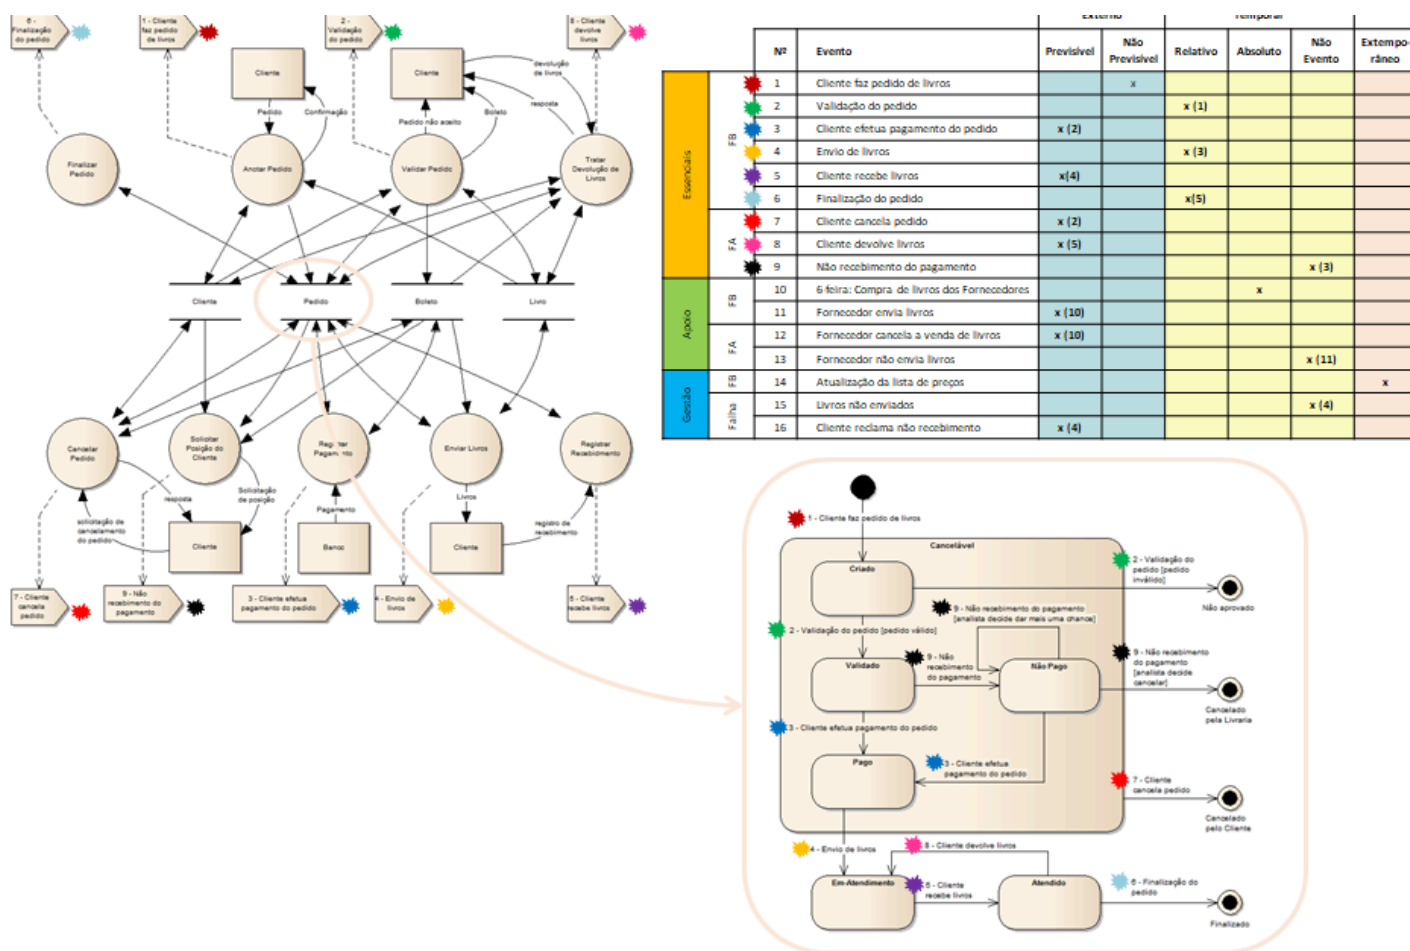 6 -
Finalização
do pedido
1 - Cliente
faz pedido
de livros
2 -
Validação
do pedido
8 - Cliente
devolve
livros
Cliente
Cliente
devolução
de livros
Pedido
Confirmação
Pedido não aceito
Boleto
resposta
Finalizar
Pedido
Anotar Pedido
Validar Pedido
Tratar
Devolução de
Livros
Cliente
Pedido
Boleto
Livro
Cancelar
Pedido
Solicitar
Posição do
Cliente
Enviar Livros
Registrar
Recebimento
resposta
Solicitação
de posição
Pagamento
Livros
solicitação de
cancelamento
do pedido
registro de
recebimento
Cliente
Banco
Cliente
7 - Cliente
cancela
pedido
9 - Não
recebimento do
pagamento
3 - Cliente efetua
pagamento do pedido
4 - Envio de
livros
5 - Cliente
recebe livros
Externo
Temporar
Nº
Evento
Previsível
Não
Previsível
Relativo
Absoluto
Não
Evento
Extempo-
râneo
Essenciais
FB
1 Cliente faz pedido de livros x
2 Validação do pedido x (1)
3 Cliente efetua pagamento do pedido x (2)
4 Envio de livros x (3)
5 Cliente recebe livros x(4)
6 Finalização do pedido x(5)
FA
7 Cliente cancela pedido x (2)
8 Cliente devolve livros x (5)
9 Não recebimento do pagamento x (3)
Apoio
FB
10 6-feira: Compra de livros dos Fornecedores x
11 Fornecedor envia livros x (10)
FA
12 Fornecedor cancela a venda de livros x (10)
13 Fornecedor não envia livros x (11)
Gestão
FB
14 Atualização da lista de preços x
Falha
15 Livros não enviados x (4)
16 Cliente reclama não recebimento x (4)
1 - Cliente faz pedido de livros
Cancelável
Criado
2 - Validação do
pedido [pedido
inválido]
Não aprovado
9 - Não recebimento do pagamento
[analista decide dar mais uma chance]
2 - Validação do pedido [pedido válido]
Validado
9 - Não
recebimento
do pagamento
Não Pago
9 - Não recebimento
do pagamento
[analista decide
cancelar]
Cancelado
pela Livraria
3 - Cliente efetua pagamento do pedido
Pago
3 - Cliente efetua
pagamento do pedido
7 - Cliente
cancela pedido
Cancelado
pelo Cliente
4 - Envio de livros
8 - Cliente devolve livros
Em-Atendimento
5 - Cliente
recebe livros
Atendido
6 - Finalização do
pedido
Finalizado